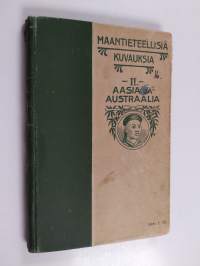 MAANTIETEELLISIÄ
KUVAUKSIA
II
AASIA JA
AUSTRAALIA